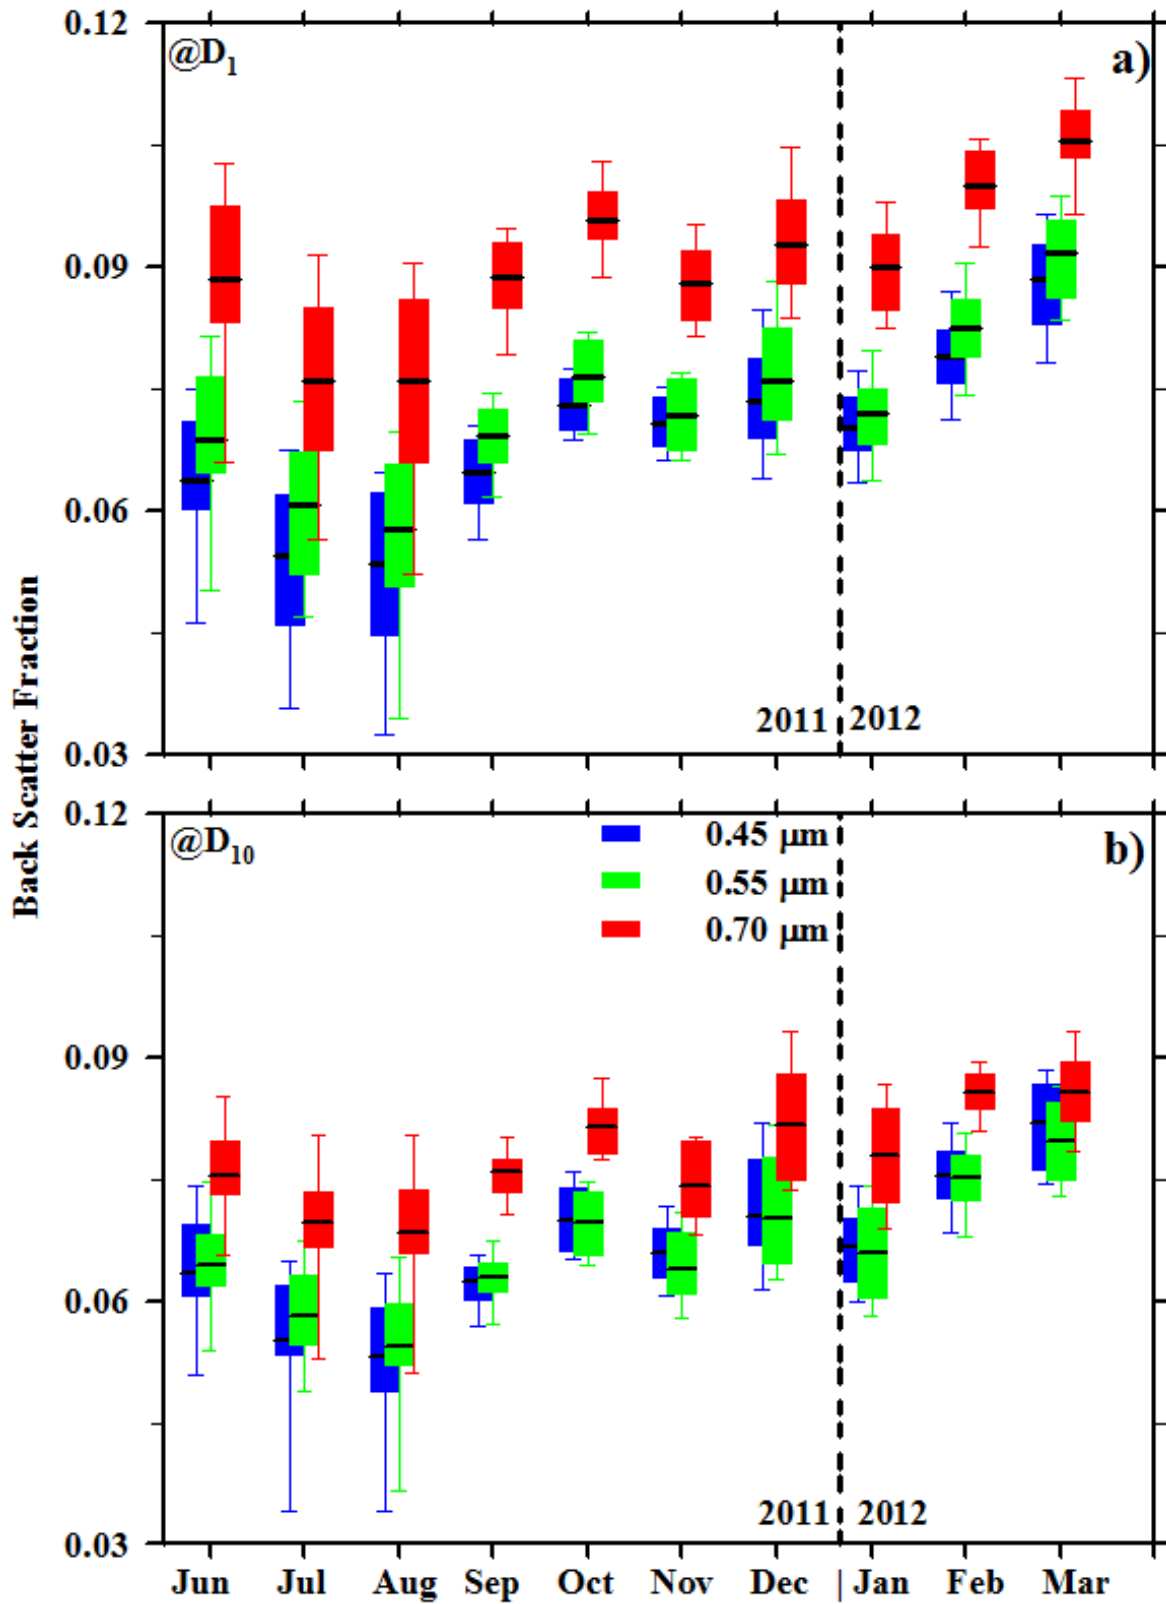 Back Scatter Fraction
0.12
@D1
a)
0.09
0.06
2011 2012
0.03
0.12
@D10
b)
0.45 μm
0.55 μm
0.70 μm
0.09
0.06
2011 2012
0.03
Jun Jul Aug Sep Oct Nov Dec | Jan Feb Mar